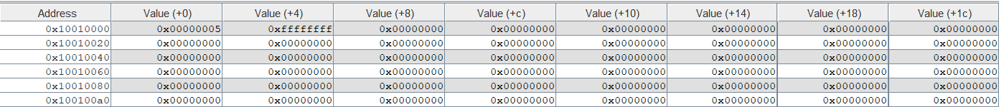 Address Value (+0) Value (+4) Value (+8) Value (+c) Value (+10) Value (+14) Value (+18) Value (+1c)
0x10010000 0x00000005 0xffffffff 0x00000000 0x00000000 0x00000000 0x00000000 0x00000000 0x00000000
0x10010020 0x00000000 0x00000000 0x00000000 0x00000000 0x00000000 0x00000000 0x00000000 0x00000000
0x10010040 0x00000000 0x00000000 0x00000000 0x00000000 0x00000000 0x00000000 0x00000000 0x00000000
0x10010060 0x00000000 0x00000000 0x00000000 0x00000000 0x00000000 0x00000000 0x00000000 0x00000000
0x10010080 0x00000000 0x00000000 0x00000000 0x00000000 0x00000000 0x00000000 0x00000000 0x00000000
0x100100a0 0x00000000 0x00000000 0x00000000 0x00000000 0x00000000 0x00000000 0x00000000 0x00000000